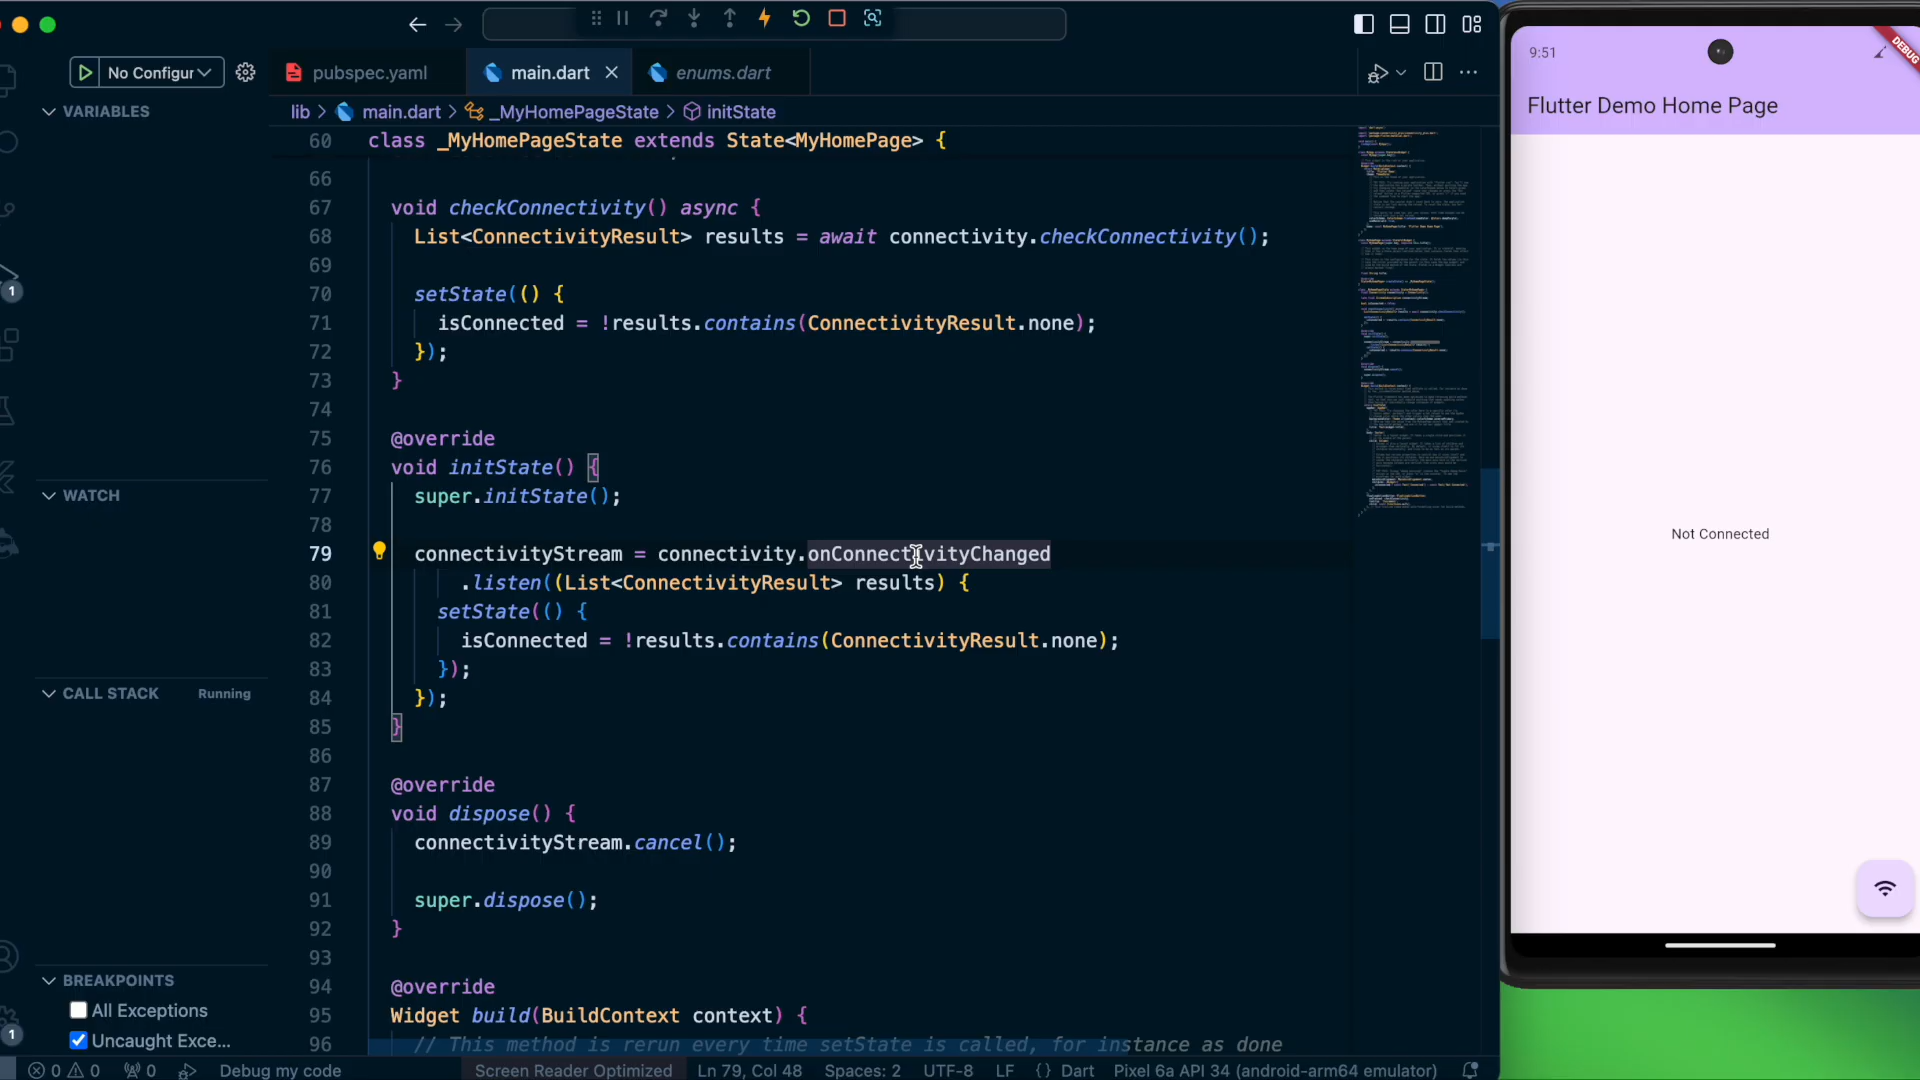 No Configur
pubspec.yaml
main.dart
enums.dart
9:51
DEBUG
VARIABLES
lib > main.dart > _MyHomePageState > initState
Flutter Demo Home Page
60 class _MyHomePageState extends State<MyHomePage> {
66
67 void checkConnectivity() async {
68 List<ConnectivityResult> results = await connectivity.checkConnectivity();
69
70 setState(() {
71 isConnected = !results.contains(ConnectivityResult.none);
72 });
73 }
74
75 @override
76 void initState() {
77 super.initState();
78
79 connectivityStream = connectivity.onConnectivityChanged
80 .listen((List<ConnectivityResult> results) {
81 setState(() {
82 isConnected = !results.contains(ConnectivityResult.none);
83 });
84 });
85 }
86
87 @override
88 void dispose() {
89 connectivityStream.cancel();
90
91 super.dispose();
92 }
93
94 @override
95 Widget build(BuildContext context) {
96 // This method is rerun every time setState is called, for instance as done
1
WATCH
CALL STACK Running
BREAKPOINTS
All Exceptions
Uncaught Exce...
1
Not Connected
0 0 0 Debug my code Screen Reader Optimized Ln 79, Col 48 Spaces: 2 UTF-8 LF {} Dart Pixel 6a API 34 (android-arm64 emulator)